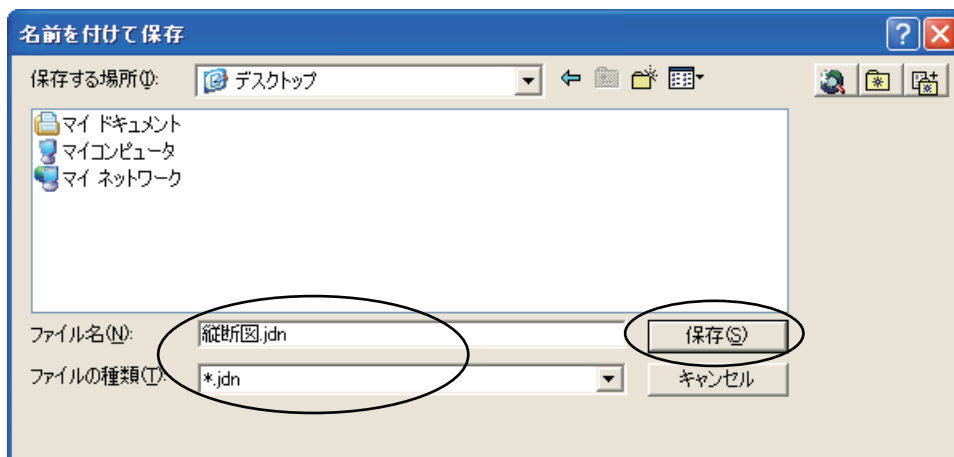 名前を付けて保存
保存する場所(I):
デスクトップ
マイ ドキュメント
マイコンピュータ
マイ ネットワーク
ファイル名(N):
縦断図.jdn
保存(S)
ファイルの種類(T):
*.jdn
キャンセル